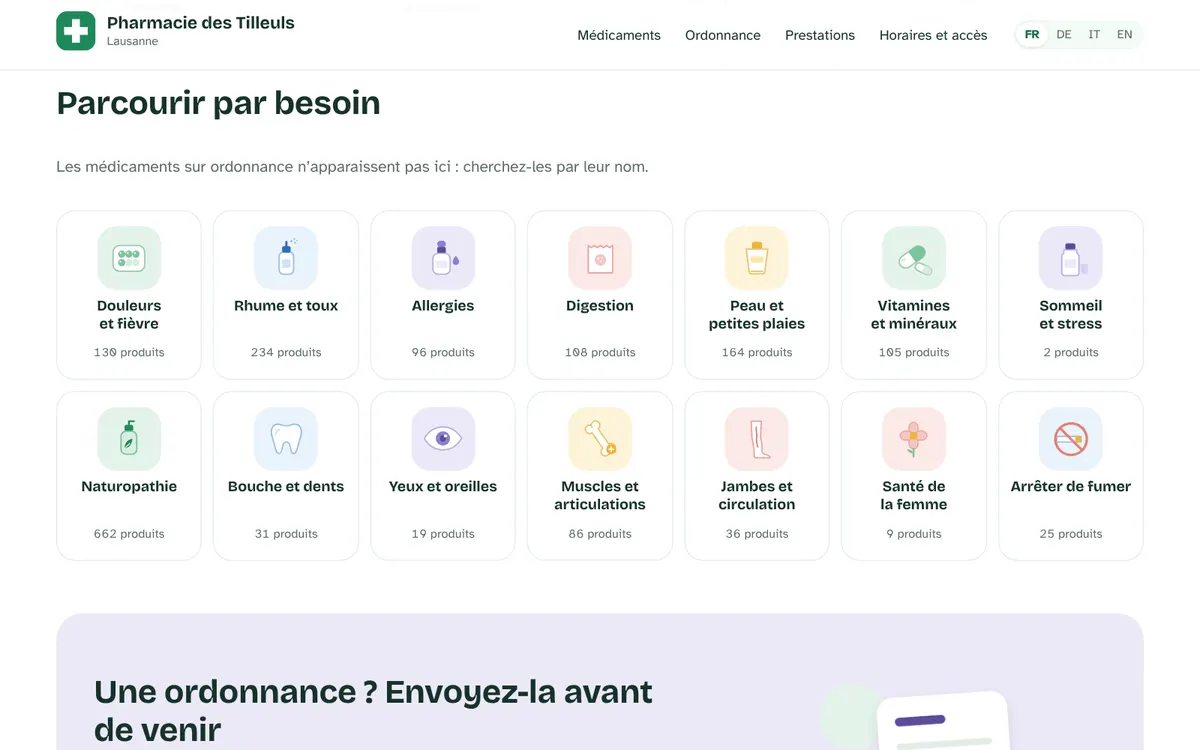 Pharmacie des Tilleuls
Lausanne
Médicaments Ordonnance Prestations Horaires et accès FR DE IT EN
Parcourir par besoin
Les médicaments sur ordonnance n’apparaissent pas ici : cherchez-les par leur nom.
Douleurs
et fièvre
130 produits
Rhume et toux
234 produits
Allergies
96 produits
Digestion
108 produits
Peau et
petites plaies
164 produits
Vitamines
et minéraux
105 produits
Sommeil
et stress
2 produits
Naturopathie
662 produits
Bouche et dents
31 produits
Yeux et oreilles
19 produits
Muscles et
articulations
86 produits
Jambes et
circulation
36 produits
Santé de
la femme
9 produits
Arrêter de fumer
25 produits
Une ordonnance ? Envoyez-la avant
de venir